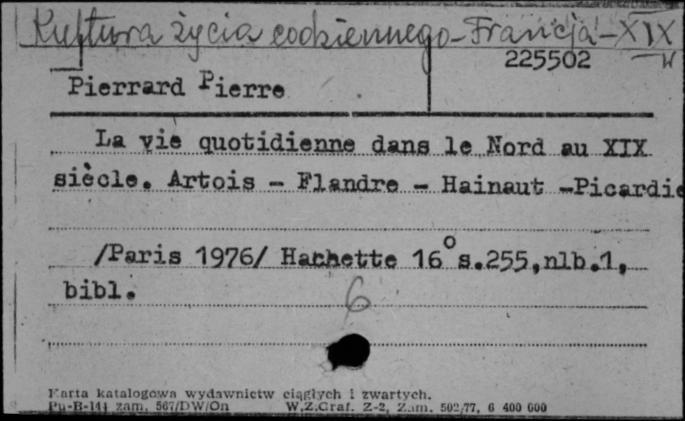 Kultura życia codziennego - Francja - XIX
w
225502
Pierrard Pierre
La vie quotidienne dans le Nord au XIX
siècle. Artois - Flandre - Hainaut -Picardie
/Paris 1976/ Hachette 16° s.255,nlb.1,
bibl.
6
Karta katalogowa wydawnictw ciągłych i zwartych.
Pu-B-141 zam. 567/DW/On W.Z.Graf. Z-2, Zam. 502/77, 6 400 000